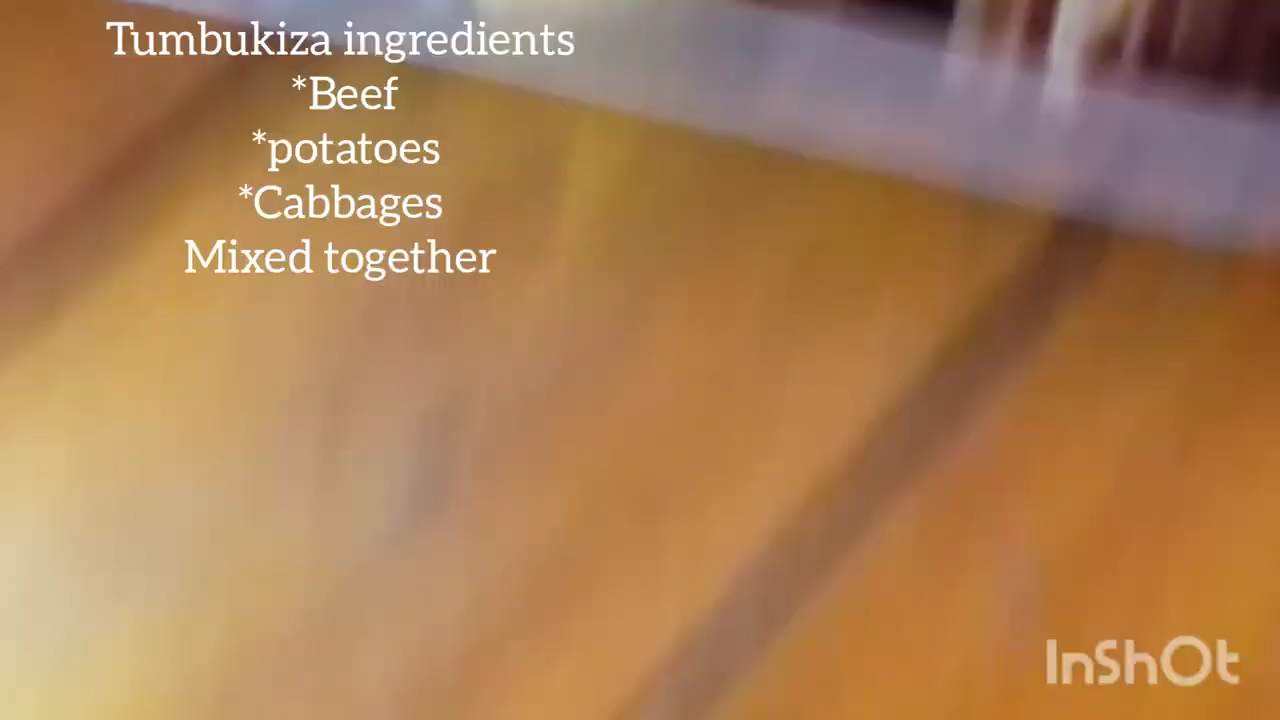 Tumbukiza ingredients
*Beef
*potatoes
*Cabbages
Mixed together
InShOt